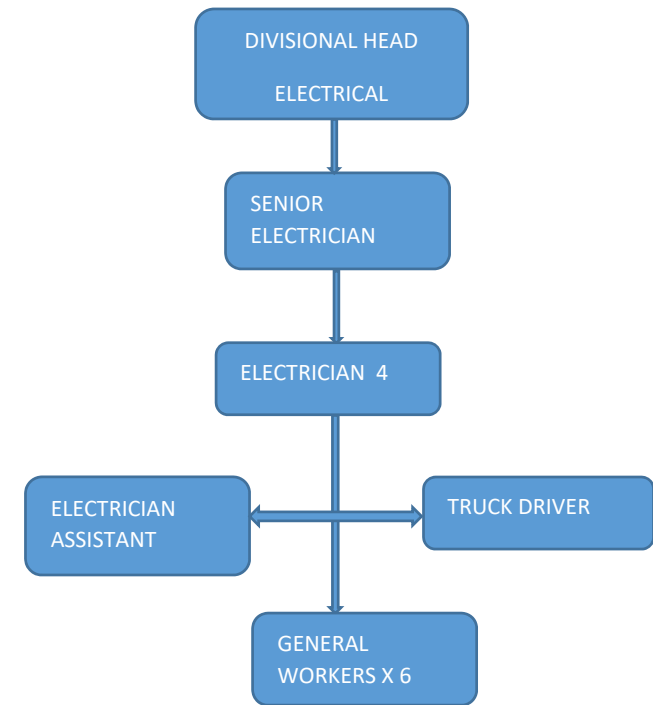 DIVISIONAL HEAD
ELECTRICAL
SENIOR
ELECTRICIAN
ELECTRICIAN  4
ELECTRICIAN
ASSISTANT
TRUCK DRIVER
GENERAL
WORKERS X 6